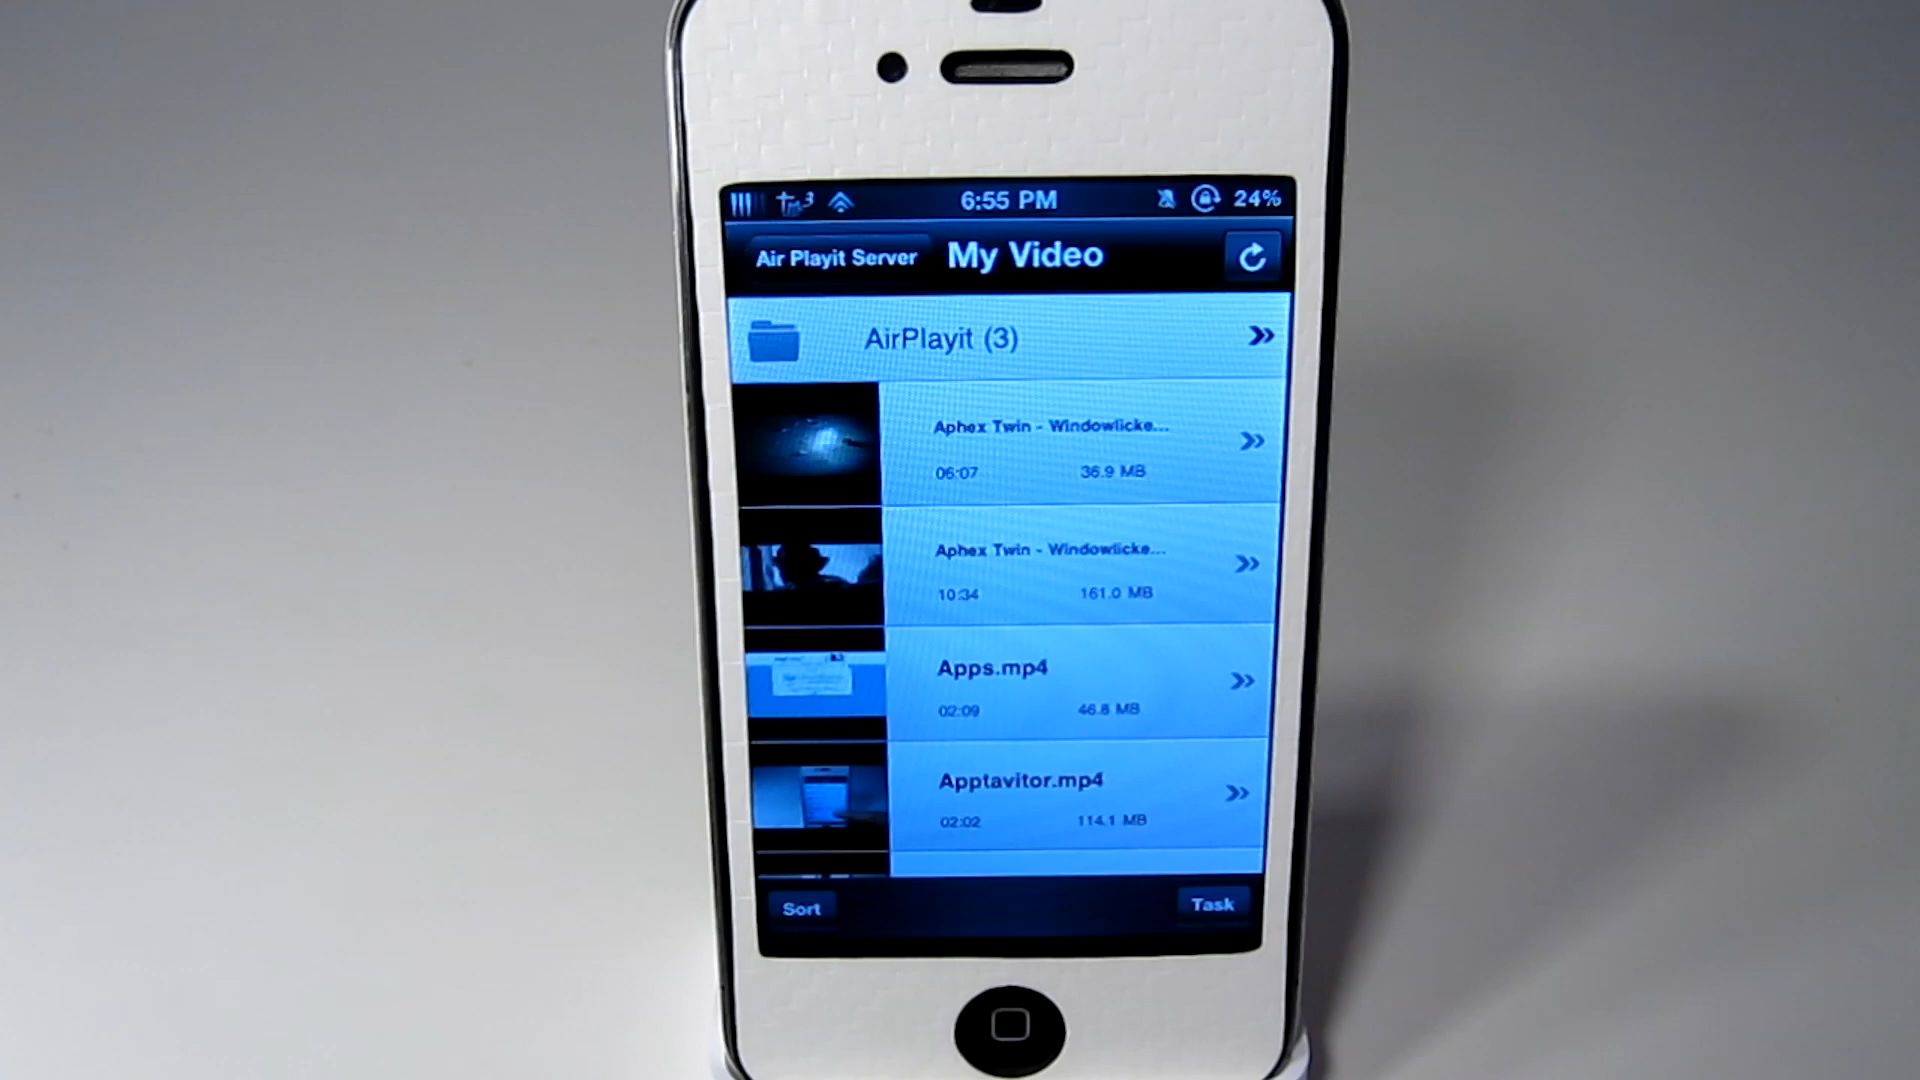 6:55 PM 24%
Air Playit Server My Video
AirPlayit (3)
Aphex Twin - Windowlicke...
06:07 36.9 MB
Aphex Twin - Windowlicke...
10:34 161.0 MB
Apps.mp4
02:09 46.8 MB
Apptavitor.mp4
02:02 114.1 MB
Sort Task